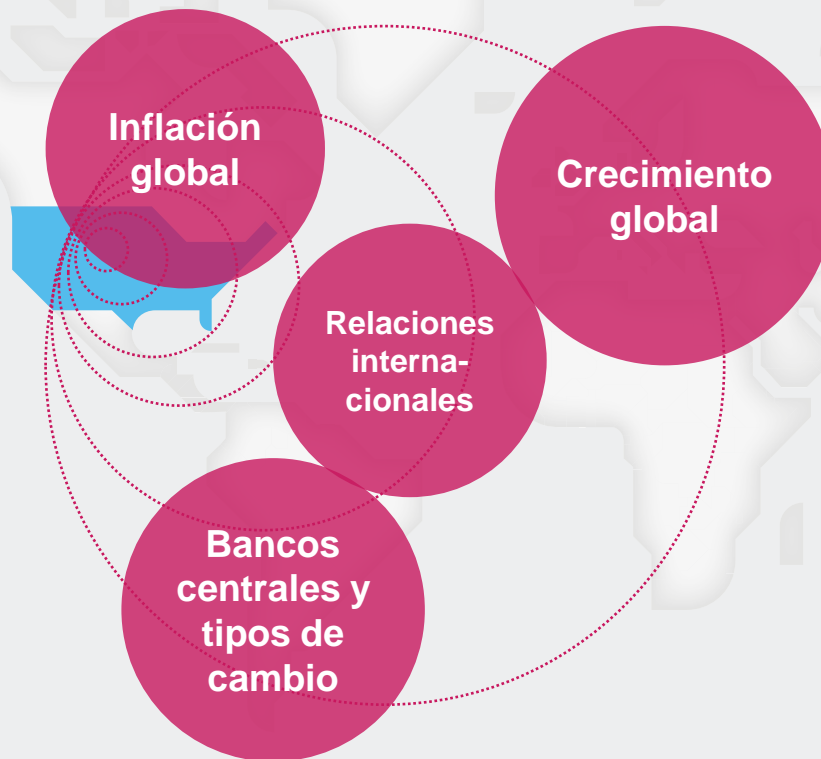 Inflación
global
Crecimiento
global
Relaciones
interna-
cionales
Bancos
centrales y
tipos de
cambio